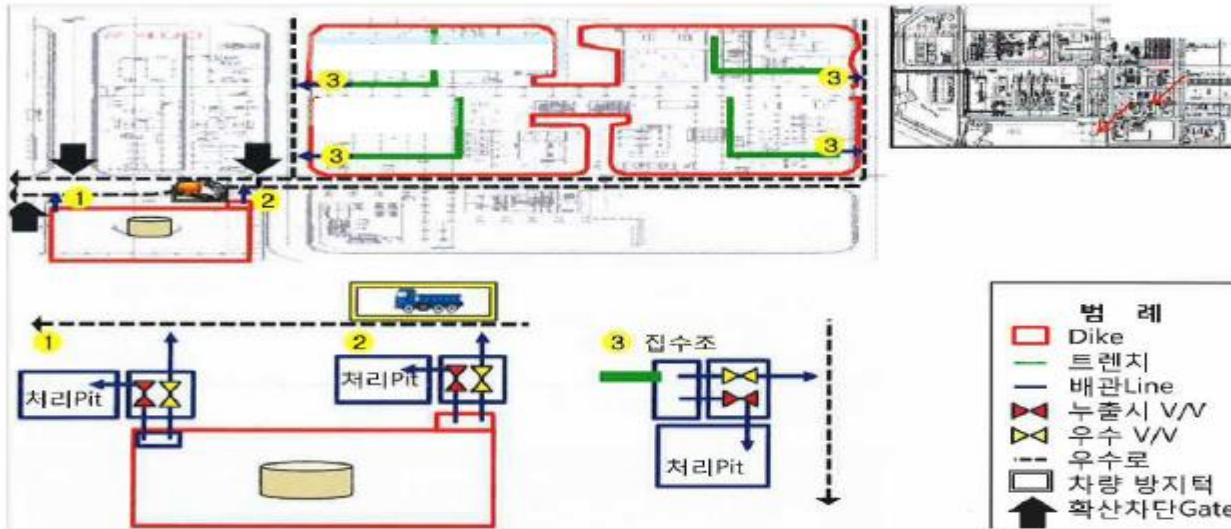 3
3
3
3
1
2
1
2
3 집수조
처리Pit
처리Pit
처리Pit
범 례
Dike
트렌치
배관Line
누출시 V/V
우수 V/V
우수로
차량 방지턱
확산차단Gate